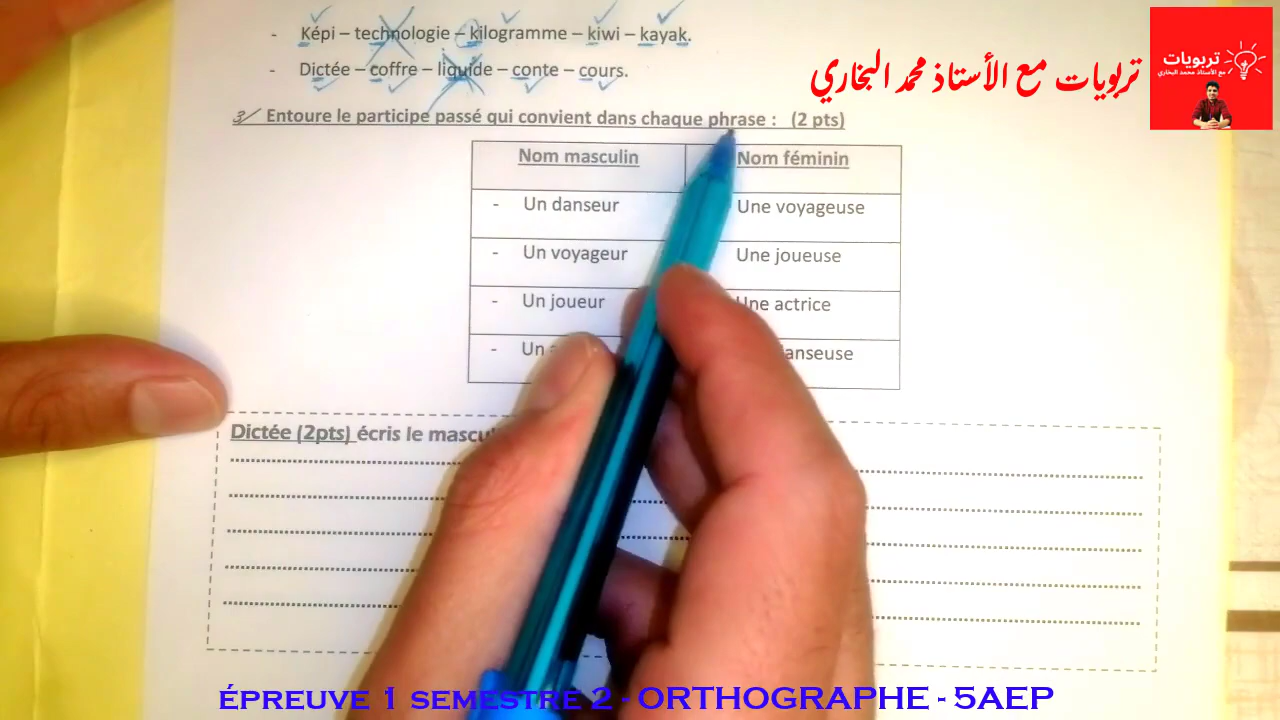 - Képi – technologie – kilogramme – kiwi – kayak.
- Dictée – coffre – liquide – conte – cours.
تربويات مع الأستاذ محمد البخاري
تربويات
مع الأستاذ محمد البخاري
3/ Entoure le participe passé qui convient dans chaque phrase : (2 pts)
Nom masculin Nom féminin
- Un danseur Une voyageuse
- Un voyageur Une joueuse
- Un joueur Une actrice
- Un
Dictée (2pts) écris le
épreuve 1 semestre 2 - ORTHOGRAPHE - 5AEP